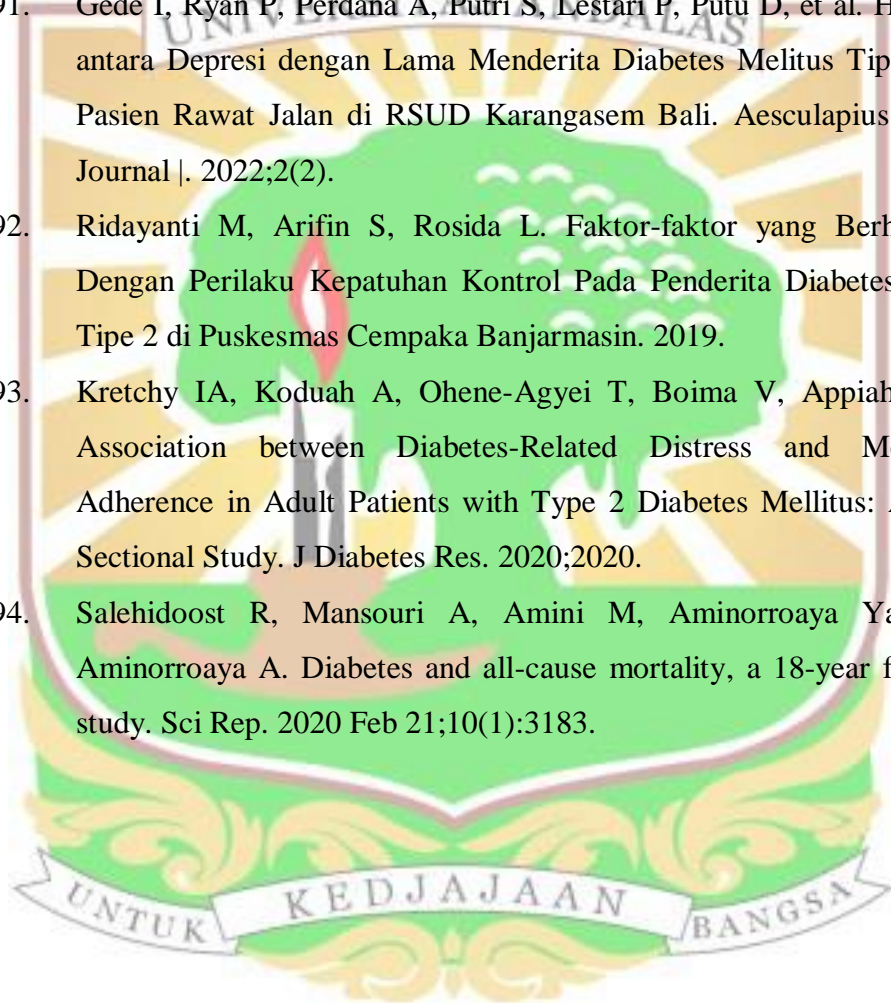 91. Gede I, Ryan P, Perdana A, Putri S, Lestari P, Putu D, et al. H
UNIVERSITAS ANDALAS
antara Depresi dengan Lama Menderita Diabetes Melitus Tip
Pasien Rawat Jalan di RSUD Karangasem Bali. Aesculapius
Journal |. 2022;2(2).
92. Ridayanti M, Arifin S, Rosida L. Faktor-faktor yang Berh
Dengan Perilaku Kepatuhan Kontrol Pada Penderita Diabetes
Tipe 2 di Puskesmas Cempaka Banjarmasin. 2019.
93. Kretchy IA, Koduah A, Ohene-Agyei T, Boima V, Appiah
Association between Diabetes-Related Distress and M
Adherence in Adult Patients with Type 2 Diabetes Mellitus:
Sectional Study. J Diabetes Res. 2020;2020.
94. Salehidoost R, Mansouri A, Amini M, Aminorroaya Ya
Aminorroaya A. Diabetes and all-cause mortality, a 18-year f
study. Sci Rep. 2020 Feb 21;10(1):3183.
UNTUK KEDJAJAAN BANGSA